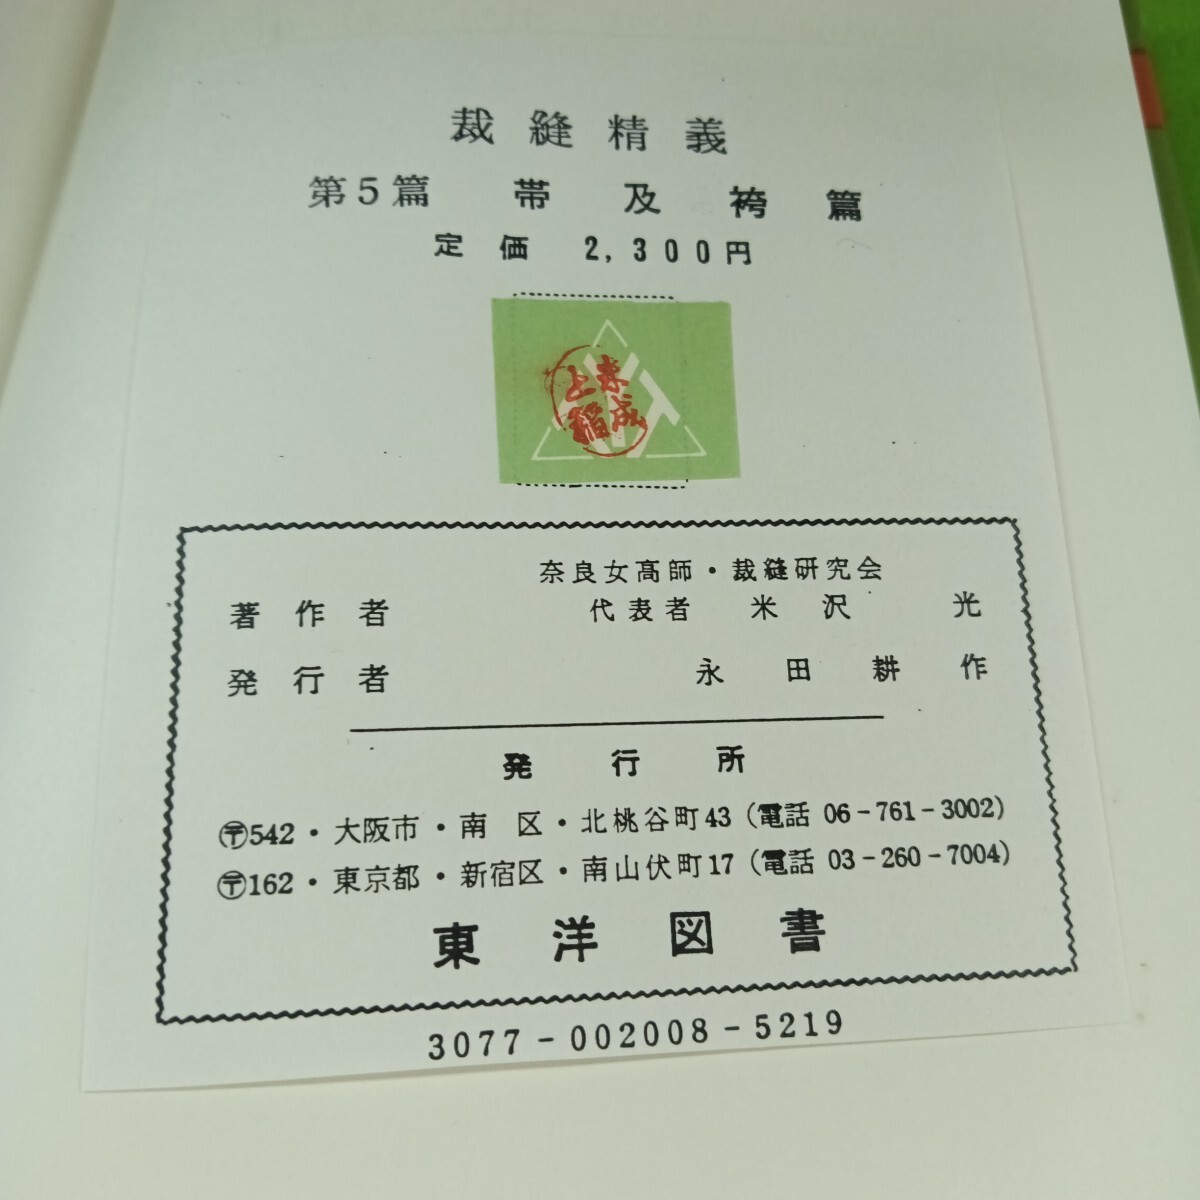 裁縫精義
第5篇 帯及袴篇
定価 2,300円
奈良女高師・裁縫研究会
著作者 代表者 米沢 光
発行者 永田耕作
発行所
〒542・大阪市・南区・北桃谷町43（電話 06-761-3002）
〒162・東京都・新宿区・南山伏町17（電話 03-260-7004）
東洋図書
3077-002008-5219